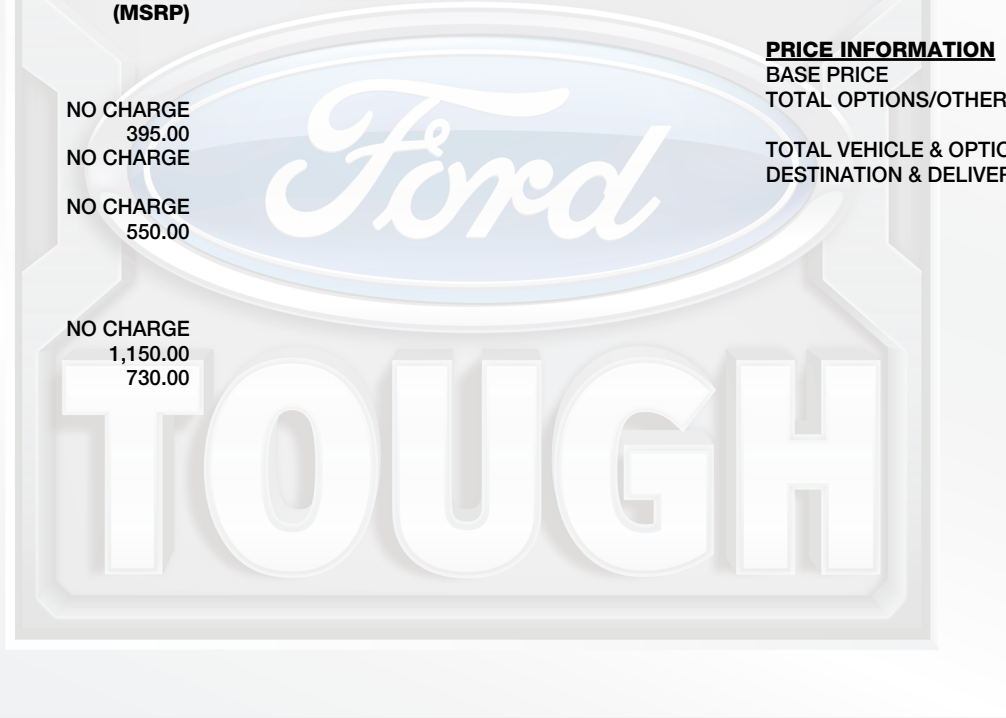 (MSRP)
NO CHARGE
395.00
NO CHARGE
NO CHARGE
550.00
NO CHARGE
1,150.00
730.00
PRICE INFORMATION
BASE PRICE
TOTAL OPTIONS/OTHER
TOTAL VEHICLE & OPTIO
DESTINATION & DELIVER
Ford
TOUGH